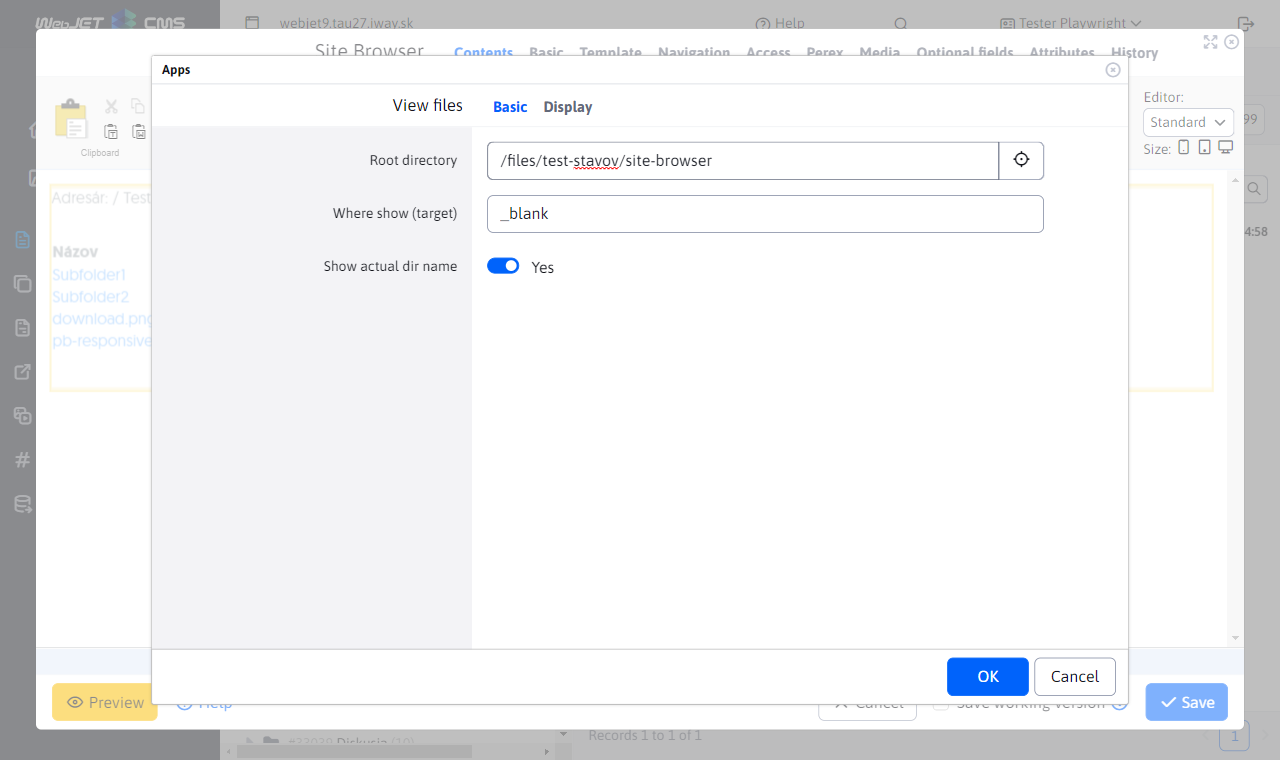 WebJET CMS
webjet9.tau27.iway.sk
Help
Tester Playwright
Site Browser
Contents Basic Template Navigation Access Perex Media Optional fields Attributes History
Apps
View files
Basic Display
Clipboard
Editor:
Standard
Size:
99
Root directory
/files/test-stavov/site-browser
Where show (target)
_blank
Show actual dir name
Yes
Adresár: / Test
Názov
Subfolder1
Subfolder2
download.png
pb-responsive
4:58
OK
Cancel
Preview
Help
Cancel
Save working version
Save
Diskusia (10)
Records 1 to 1 of 1
1